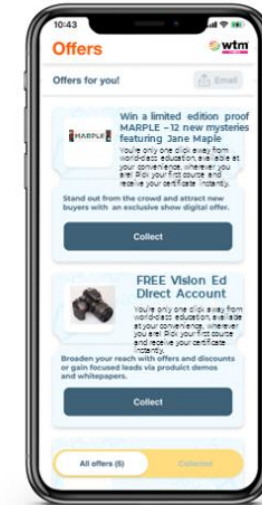 10:43
Offers
wtm
Offers for you!
Email
MARPLE
Win a limited edition proof
MARPLE – 12 new mysteries
featuring Jane Maple
You're only one click away from
world-class education, available at
your convenience, wherever you
are! Pick your first course and
receive your certificate instantly.
Stand out from the crowd and attract new
buyers with an exclusive show digital offer.
Collect
FREE Vision Ed
Direct Account
You're only one click away from
world-class education, available
at your convenience, wherever
you are! Pick your first course
and receive your certificate
instantly.
Broaden your reach with offers and discounts
or gain focused leads via produict demos
and whitepapers.
Collect
All offers (6)
Collected